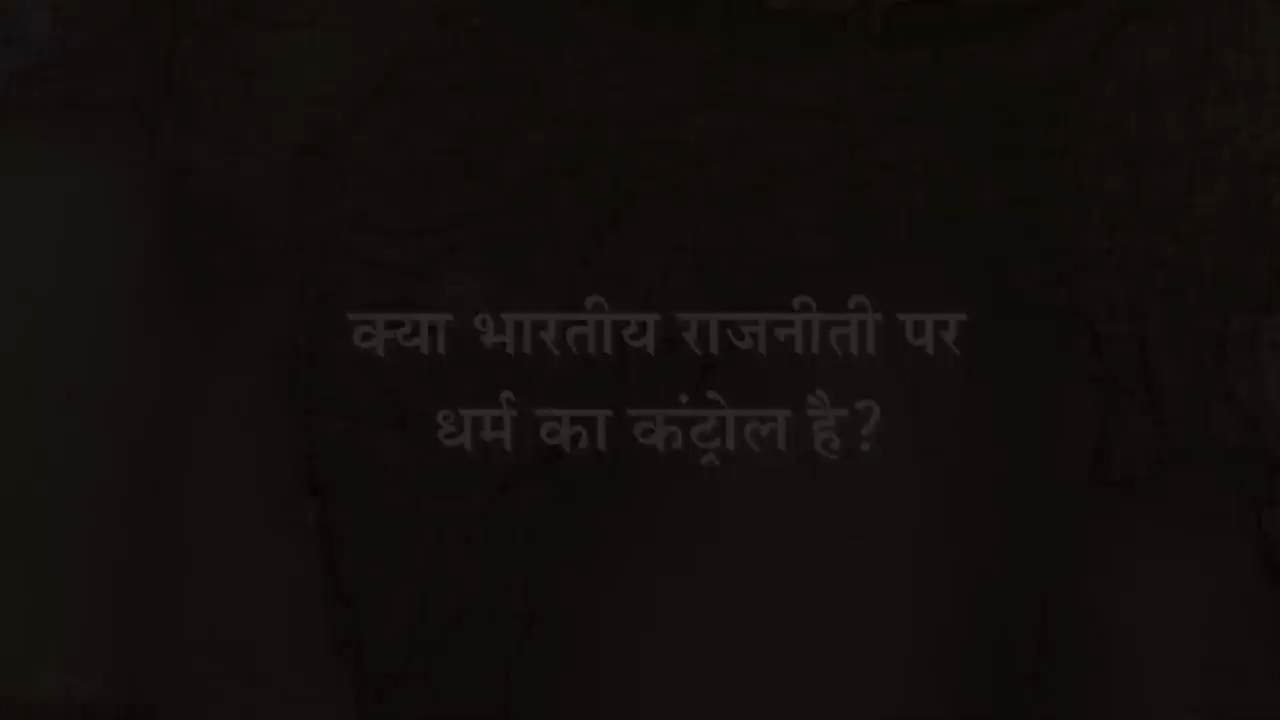 क्या भारतीय राजनीती पर
धर्म का कंट्रोल है?